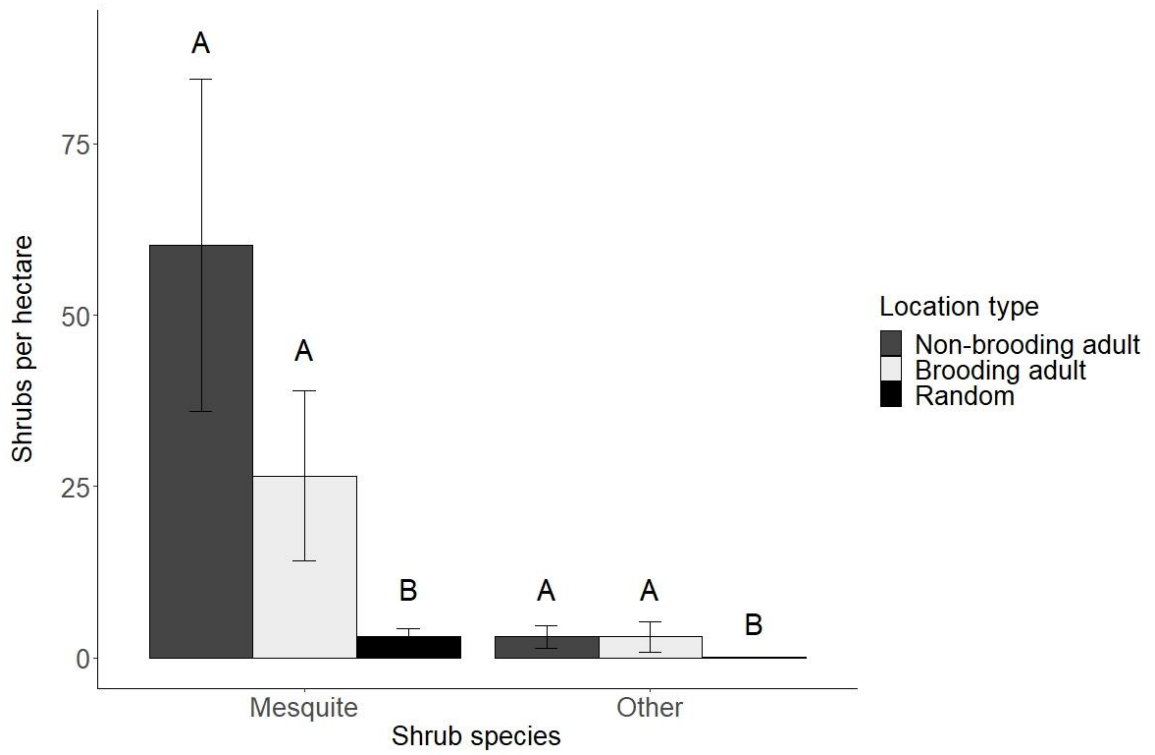 A
75
A
50
Shrubs per hectare
Location type
Non-brooding adult
Brooding adult
Random
25
B
A
A
B
0
Mesquite
Other
Shrub species